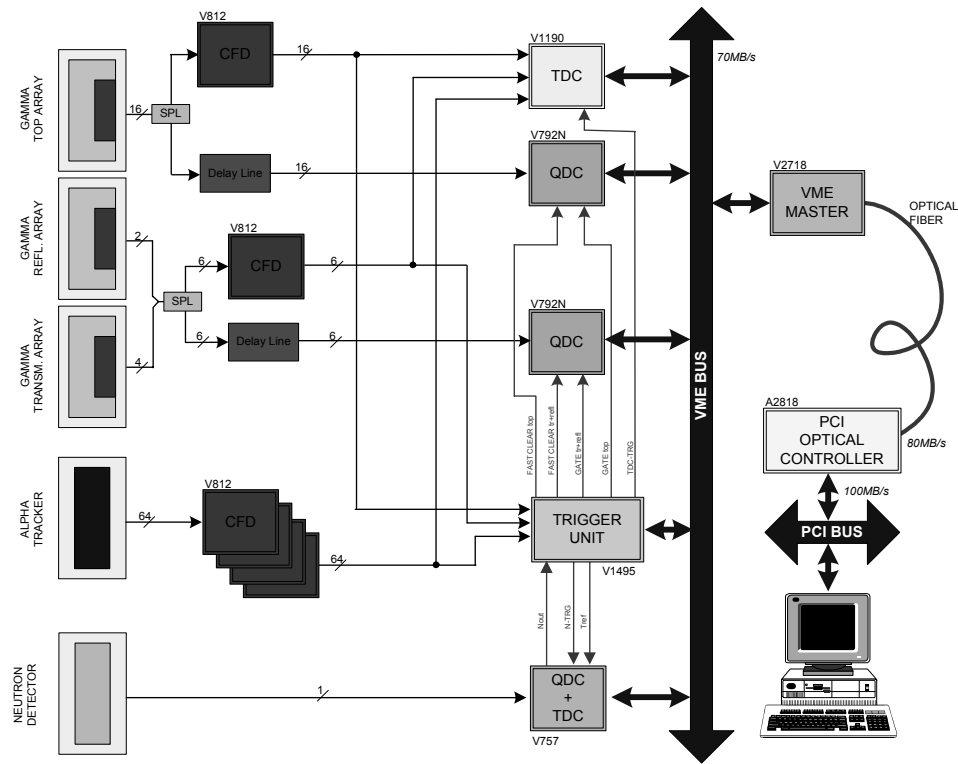 V812
CFD
16
V1190
TDC
70MB/s
GAMMA
TOP ARRAY
16
SPL
Delay Line
16
V792N
QDC
V2718
VME
MASTER
OPTICAL
FIBER
GAMMA
REFL. ARRAY
2
V812
6
CFD
6
SPL
6
Delay Line
6
V792N
QDC
GAMMA
TRANSM. ARRAY
4
VME BUS
FAST CLEAR top
FAST CLEAR tr+refl
GATE tr+refl
GATE top
TDC-TRG
A2818
PCI
OPTICAL
CONTROLLER
80MB/s
100MB/s
PCI BUS
ALPHA
TRACKER
64
V812
CFD
64
TRIGGER
UNIT
V1495
Nout
N-TRG
Tref
NEUTRON
DETECTOR
1
QDC
+
TDC
V757